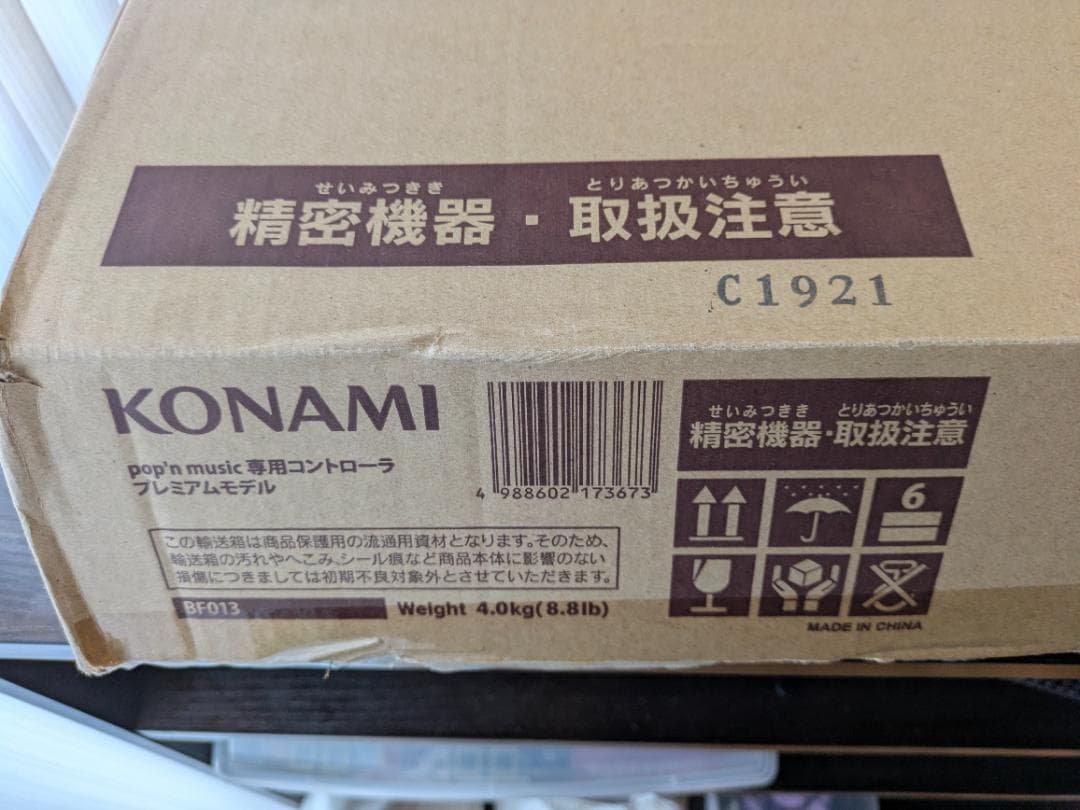 せいみつきき とりあつかいちゅうい
精密機器・取扱注意
C1921
KONAMI
pop'n music 専用コントローラ
プレミアムモデル
4 988602 173673
せいみつきき とりあつかいちゅうい
精密機器・取扱注意
6
この輸送箱は商品保護用の流通用資材となります。そのため、
輸送箱の汚れやへこみ、シール痕など商品本体に影響のない
損傷につきましては初期不良対象外とさせていただきます。
BF013
Weight 4.0kg(8.8lb)
MADE IN CHINA